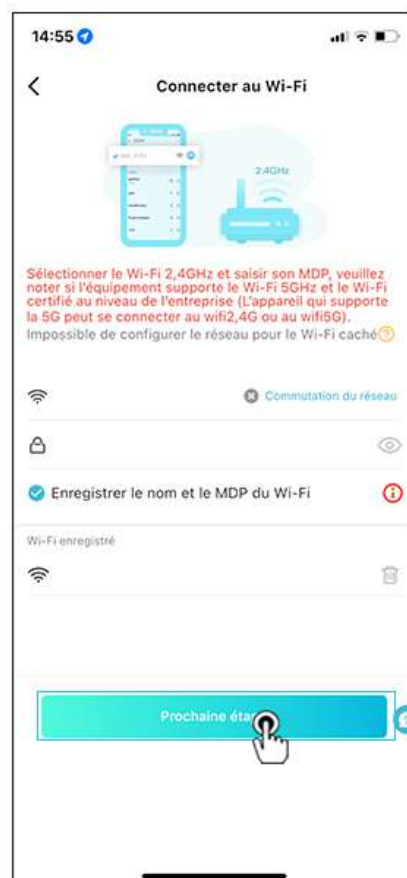 14:55
Connecter au Wi-Fi
2.4GHz
Sélectionner le Wi-Fi 2,4GHz et saisir son MDP, veuillez
noter si l'équipement supporte le Wi-Fi 5GHz et le Wi-Fi
certifié au niveau de l'entreprise (L'appareil qui supporte
la 5G peut se connecter au wifi2,4G ou au wifi5G).
Impossible de configurer le réseau pour le Wi-Fi caché
Commutation du réseau
Enregistrer le nom et le MDP du Wi-Fi
Wi-Fi enregistré
Prochaine